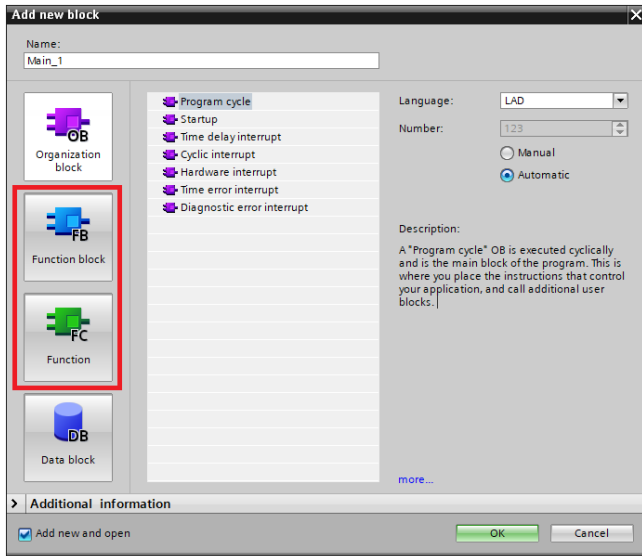 Add new block
Name:
Main_1
OB
Organization
block
FB
Function block
FC
Function
DB
Data block
Program cycle
Startup
Time delay interrupt
Cyclic interrupt
Hardware interrupt
Time error interrupt
Diagnostic error interrupt
Language:
LAD
Number:
123
Manual
Automatic
Description:
A "Program cycle" OB is executed cyclically
and is the main block of the program. This is
where you place the instructions that control
your application, and call additional user
blocks.
more...
> Additional information
Add new and open
OK
Cancel